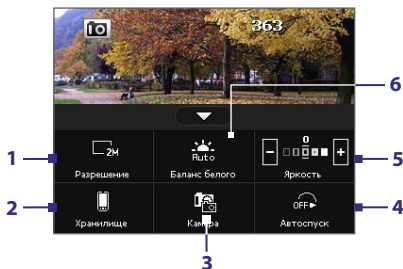 363
6
2M
Auto
0
- +
1 Разрешение Баланс белого Яркость 5
OFF
2 Хранилище Камера Автоспуск 4
3